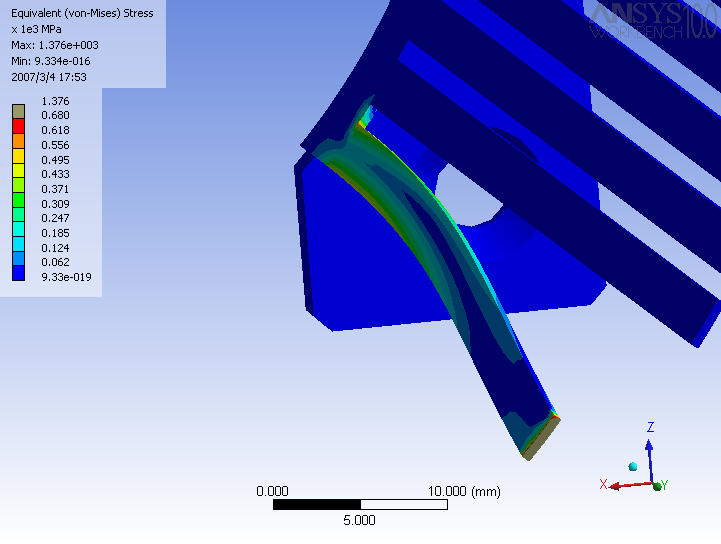 Equivalent (von-Mises) Stress
x 1e3 MPa
Max: 1.376e+003
Min: 9.334e-016
2007/3/4 17:53
1.376
0.680
0.618
0.556
0.495
0.433
0.371
0.309
0.247
0.185
0.124
0.062
9.33e-019
ANSYS 10.0
WORKBENCH
Z
X
Y
0.000
10.000 (mm)
5.000